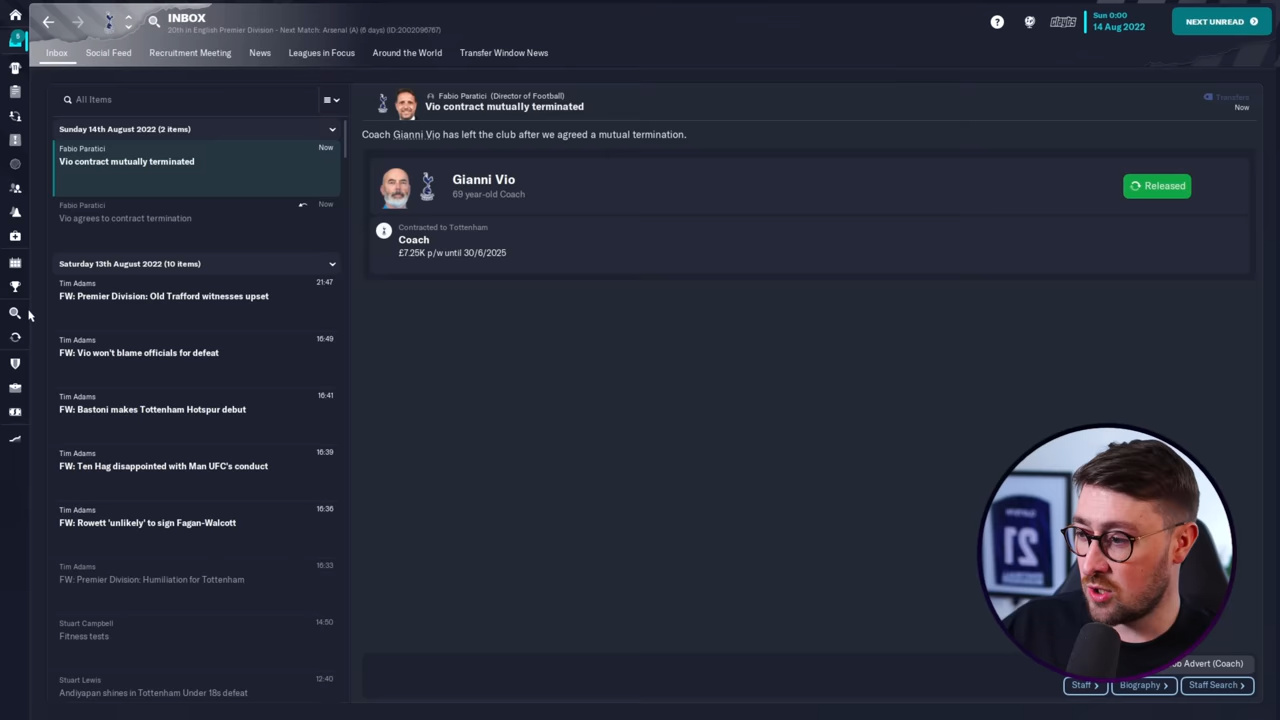 INBOX
20th in English Premier Division - Next Match: Arsenal (A) (6 days) (ID:2002096767)
5
Sun 0:00
14 Aug 2022
NEXT UNREAD
Inbox
Social Feed
Recruitment Meeting
News
Leagues in Focus
Around the World
Transfer Window News
All Items
Sunday 14th August 2022 (2 items)
Fabio Paratici
Now
Vio contract mutually terminated
Fabio Paratici
Now
Vio agrees to contract termination
Saturday 13th August 2022 (10 items)
Tim Adams
21:47
FW: Premier Division: Old Trafford witnesses upset
Tim Adams
16:49
FW: Vio won't blame officials for defeat
Tim Adams
16:41
FW: Bastoni makes Tottenham Hotspur debut
Tim Adams
16:39
FW: Ten Hag disappointed with Man UFC's conduct
Tim Adams
16:36
FW: Rowett 'unlikely' to sign Fagan-Walcott
Tim Adams
16:33
FW: Premier Division: Humiliation for Tottenham
Stuart Campbell
14:50
Fitness tests
Stuart Lewis
12:40
Andiyapan shines in Tottenham Under 18s defeat
Fabio Paratici (Director of Football)
Vio contract mutually terminated
Transfers
Now
Coach Gianni Vio has left the club after we agreed a mutual termination.
Gianni Vio
69 year-old Coach
Released
Contracted to Tottenham
Coach
£7.25K p/w until 30/6/2025
21
Advert (Coach)
Staff
Biography
Staff Search